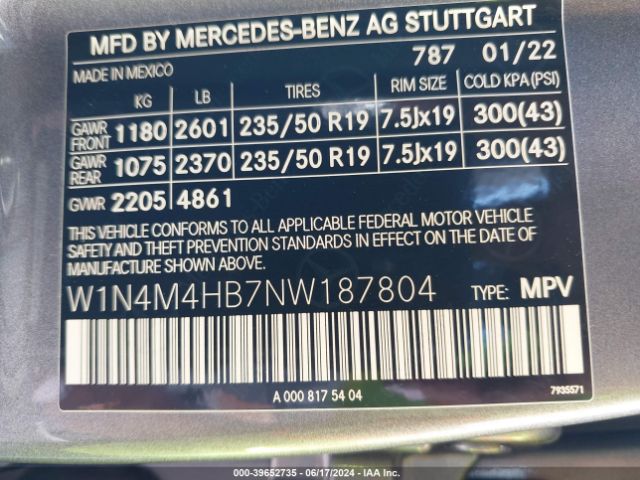 MFD BY MERCEDES-BENZ AG STUTTGART
787 01/22
MADE IN MEXICO
KG LB TIRES RIM SIZE COLD KPA(PSI)
GAWR FRONT 1180 2601 235/50 R19 7.5Jx19 300(43)
GAWR REAR 1075 2370 235/50 R19 7.5Jx19 300(43)
GVWR 2205 4861
THIS VEHICLE CONFORMS TO ALL APPLICABLE FEDERAL MOTOR VEHICLE
SAFETY AND THEFT PREVENTION STANDARDS IN EFFECT ON THE DATE OF
MANUFACTURE SHOWN ABOVE.
W1N4M4HB7NW187804 TYPE: MPV
A 000 817 54 04 7935571
000-39652735 - 06/17/2024 - IAA Inc.